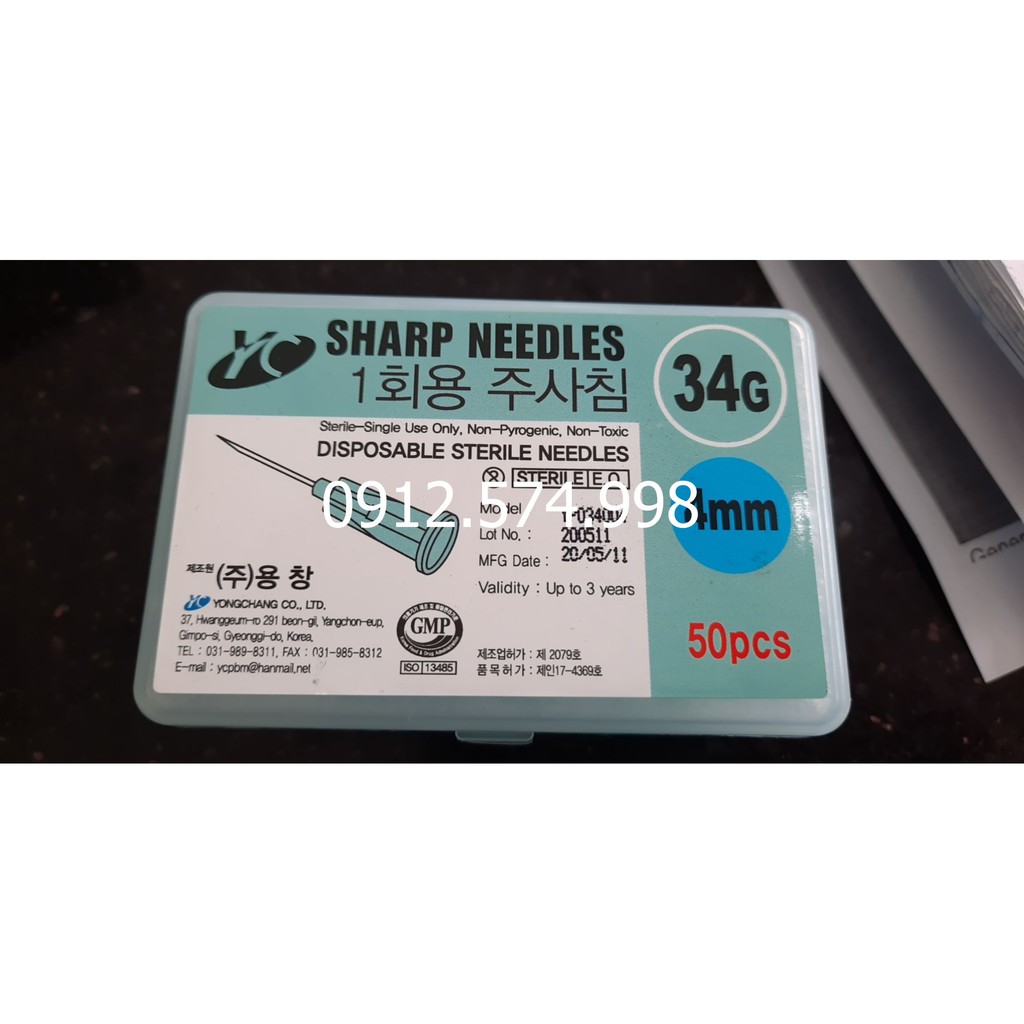 YC SHARP NEEDLES
1회용 주사침
34G
Sterile-Single Use Only, Non-Pyrogenic, Non-Toxic
DISPOSABLE STERILE NEEDLES
STERILE E.O
0912.574.998
4mm
Model
Lot No. : 200511
MFG Date : 20/05/11
Validity : Up to 3 years
제조원 (주)용 창
YC YONGCHANG CO., LTD.
37, Hwanggeum-ro 291 beon-gil, Yangchon-eup,
Gimpo-si, Gyeonggi-do, Korea.
TEL : 031-989-8311, FAX : 031-985-8312
E-mail : ycpbm@hanmail.net
GMP
ISO 13485
제조업허가 : 제 2079호
품목허가 : 제인17-4369호
50pcs